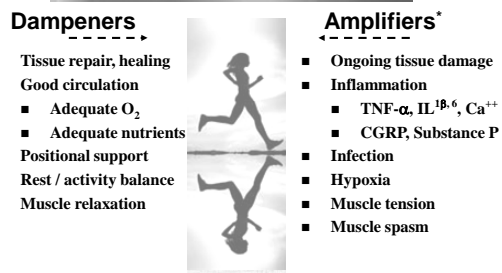 Dampeners
Tissue repair, healing
Good circulation
■ Adequate O₂
■ Adequate nutrients
Positional support
Rest / activity balance
Muscle relaxation
Amplifiers*
■ Ongoing tissue damage
■ Inflammation
■ TNF-α, IL¹β, ⁶, Ca⁺⁺
■ CGRP, Substance P
■ Infection
■ Hypoxia
■ Muscle tension
■ Muscle spasm